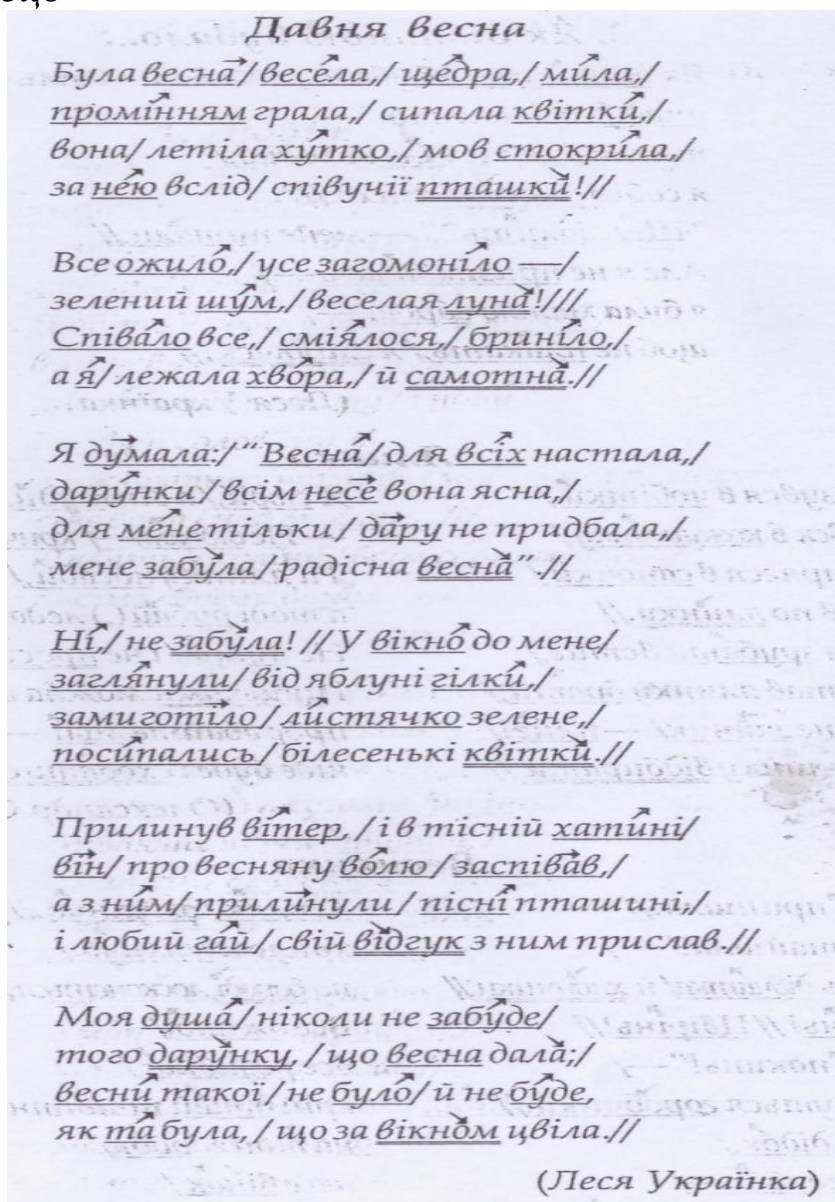 Давня весна
Була весна/ весела,/ щедра,/ мила,/
промінням грала,/ сипала квітки,/
вона/ летіла хутко,/ мов стокрила,/
за нею вслід/ співучії пташки!//
Все ожило,/ усе загомоніло —/
зелений шум,/ веселая луна!///
Співало все,/ сміялося,/ бриніло,/
а я/ лежала хвора,/ й самотна.//
Я думала:/ “Весна/ для всіх настала,/
дарунки/ всім несе вона ясна,/
для мене тільки/ дару не придбала,/
мене забула/ радісна весна”.//
Ні,/ не забула! // У вікно до мене/
заглянули/ від яблуні гілки,/
замиготіло/ листячко зелене,/
посипались/ білесенькі квітки.//
Прилинув вітер, / і в тісній хатині/
він/ про весняну волю/ заспівав,/
а з ним/ прилинули/ пісні пташині,/
і любий гай/ свій відгук з ним прислав.//
Моя душа/ ніколи не забуде/
того дарунку, / що весна дала;/
весни такої/ не було/ й не буде,
як та була, / що за вікном цвіла.//
(Леся Українка)